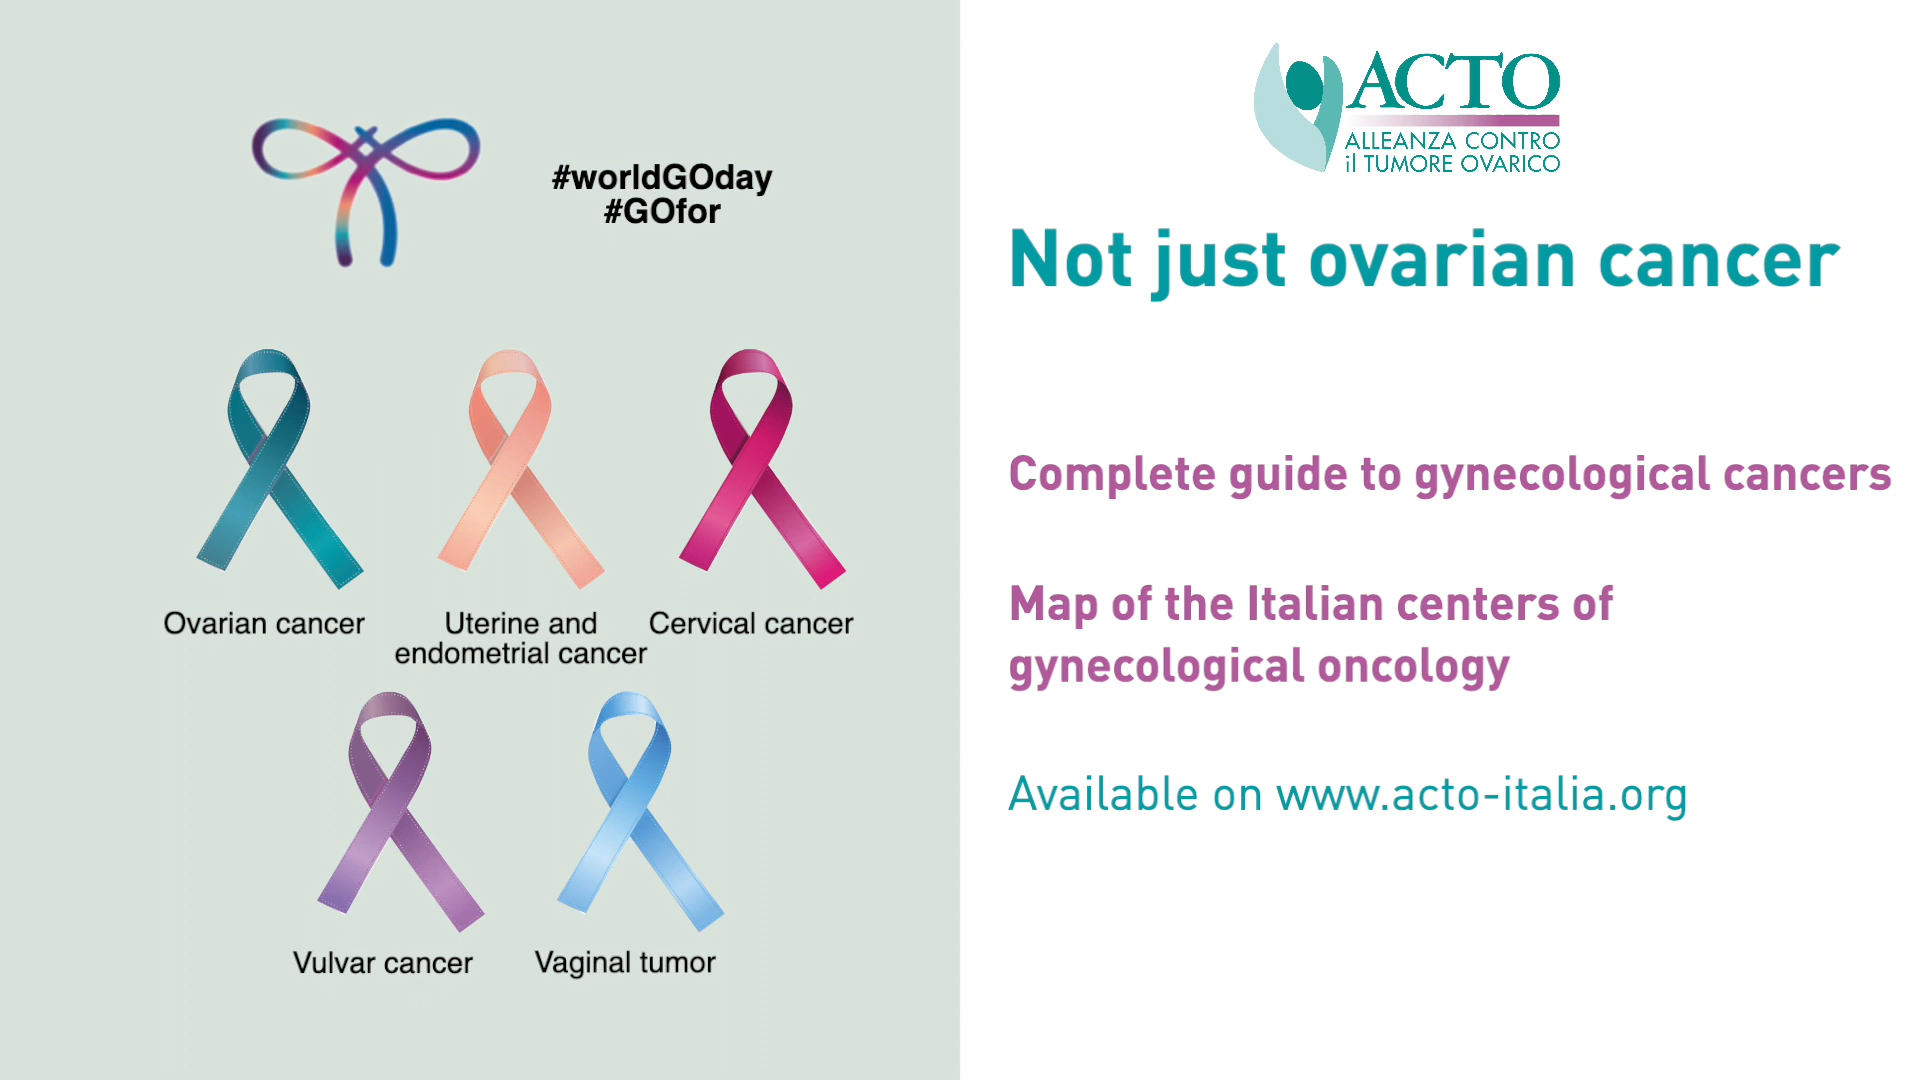 #worldGOday
#GOfor
Ovarian cancer
Uterine and
endometrial cancer
Cervical cancer
Vulvar cancer
Vaginal tumor
ACTO
ALLEANZA CONTRO
il TUMORE OVARICO
Not just ovarian cancer
Complete guide to gynecological cancers
Map of the Italian centers of
gynecological oncology
Available on www.acto-italia.org